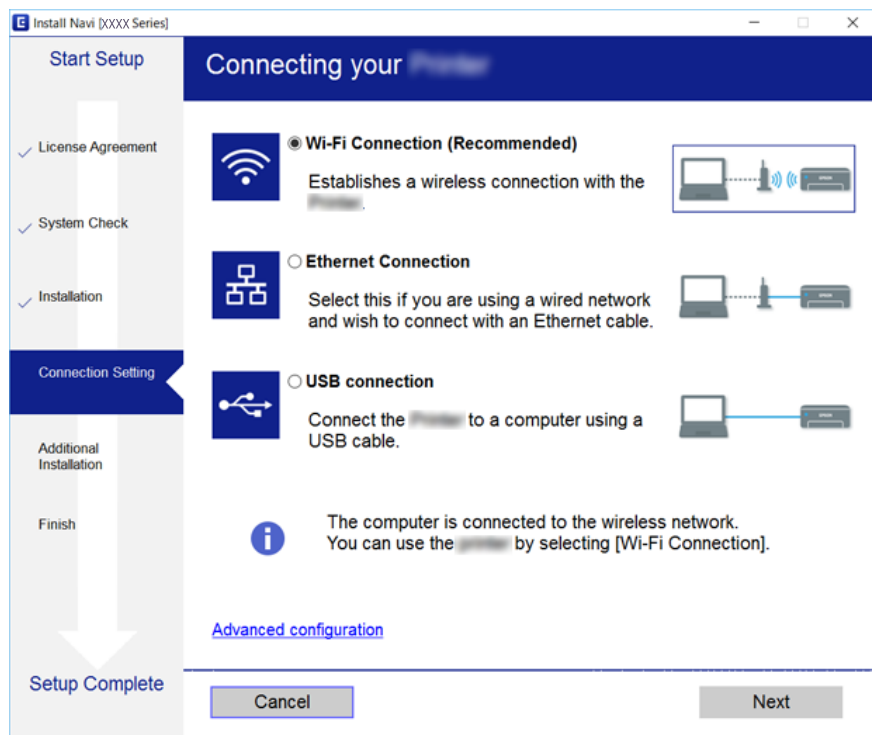 Install Navi [XXXX Series]
Start Setup
License Agreement
System Check
Installation
Connection Setting
Additional
Installation
Finish
Setup Complete
Connecting your
Wi-Fi Connection (Recommended)
Establishes a wireless connection with the
.
Ethernet Connection
Select this if you are using a wired network
and wish to connect with an Ethernet cable.
USB connection
Connect the to a computer using a
USB cable.
The computer is connected to the wireless network.
You can use the by selecting [Wi-Fi Connection].
Advanced configuration
Cancel
Next